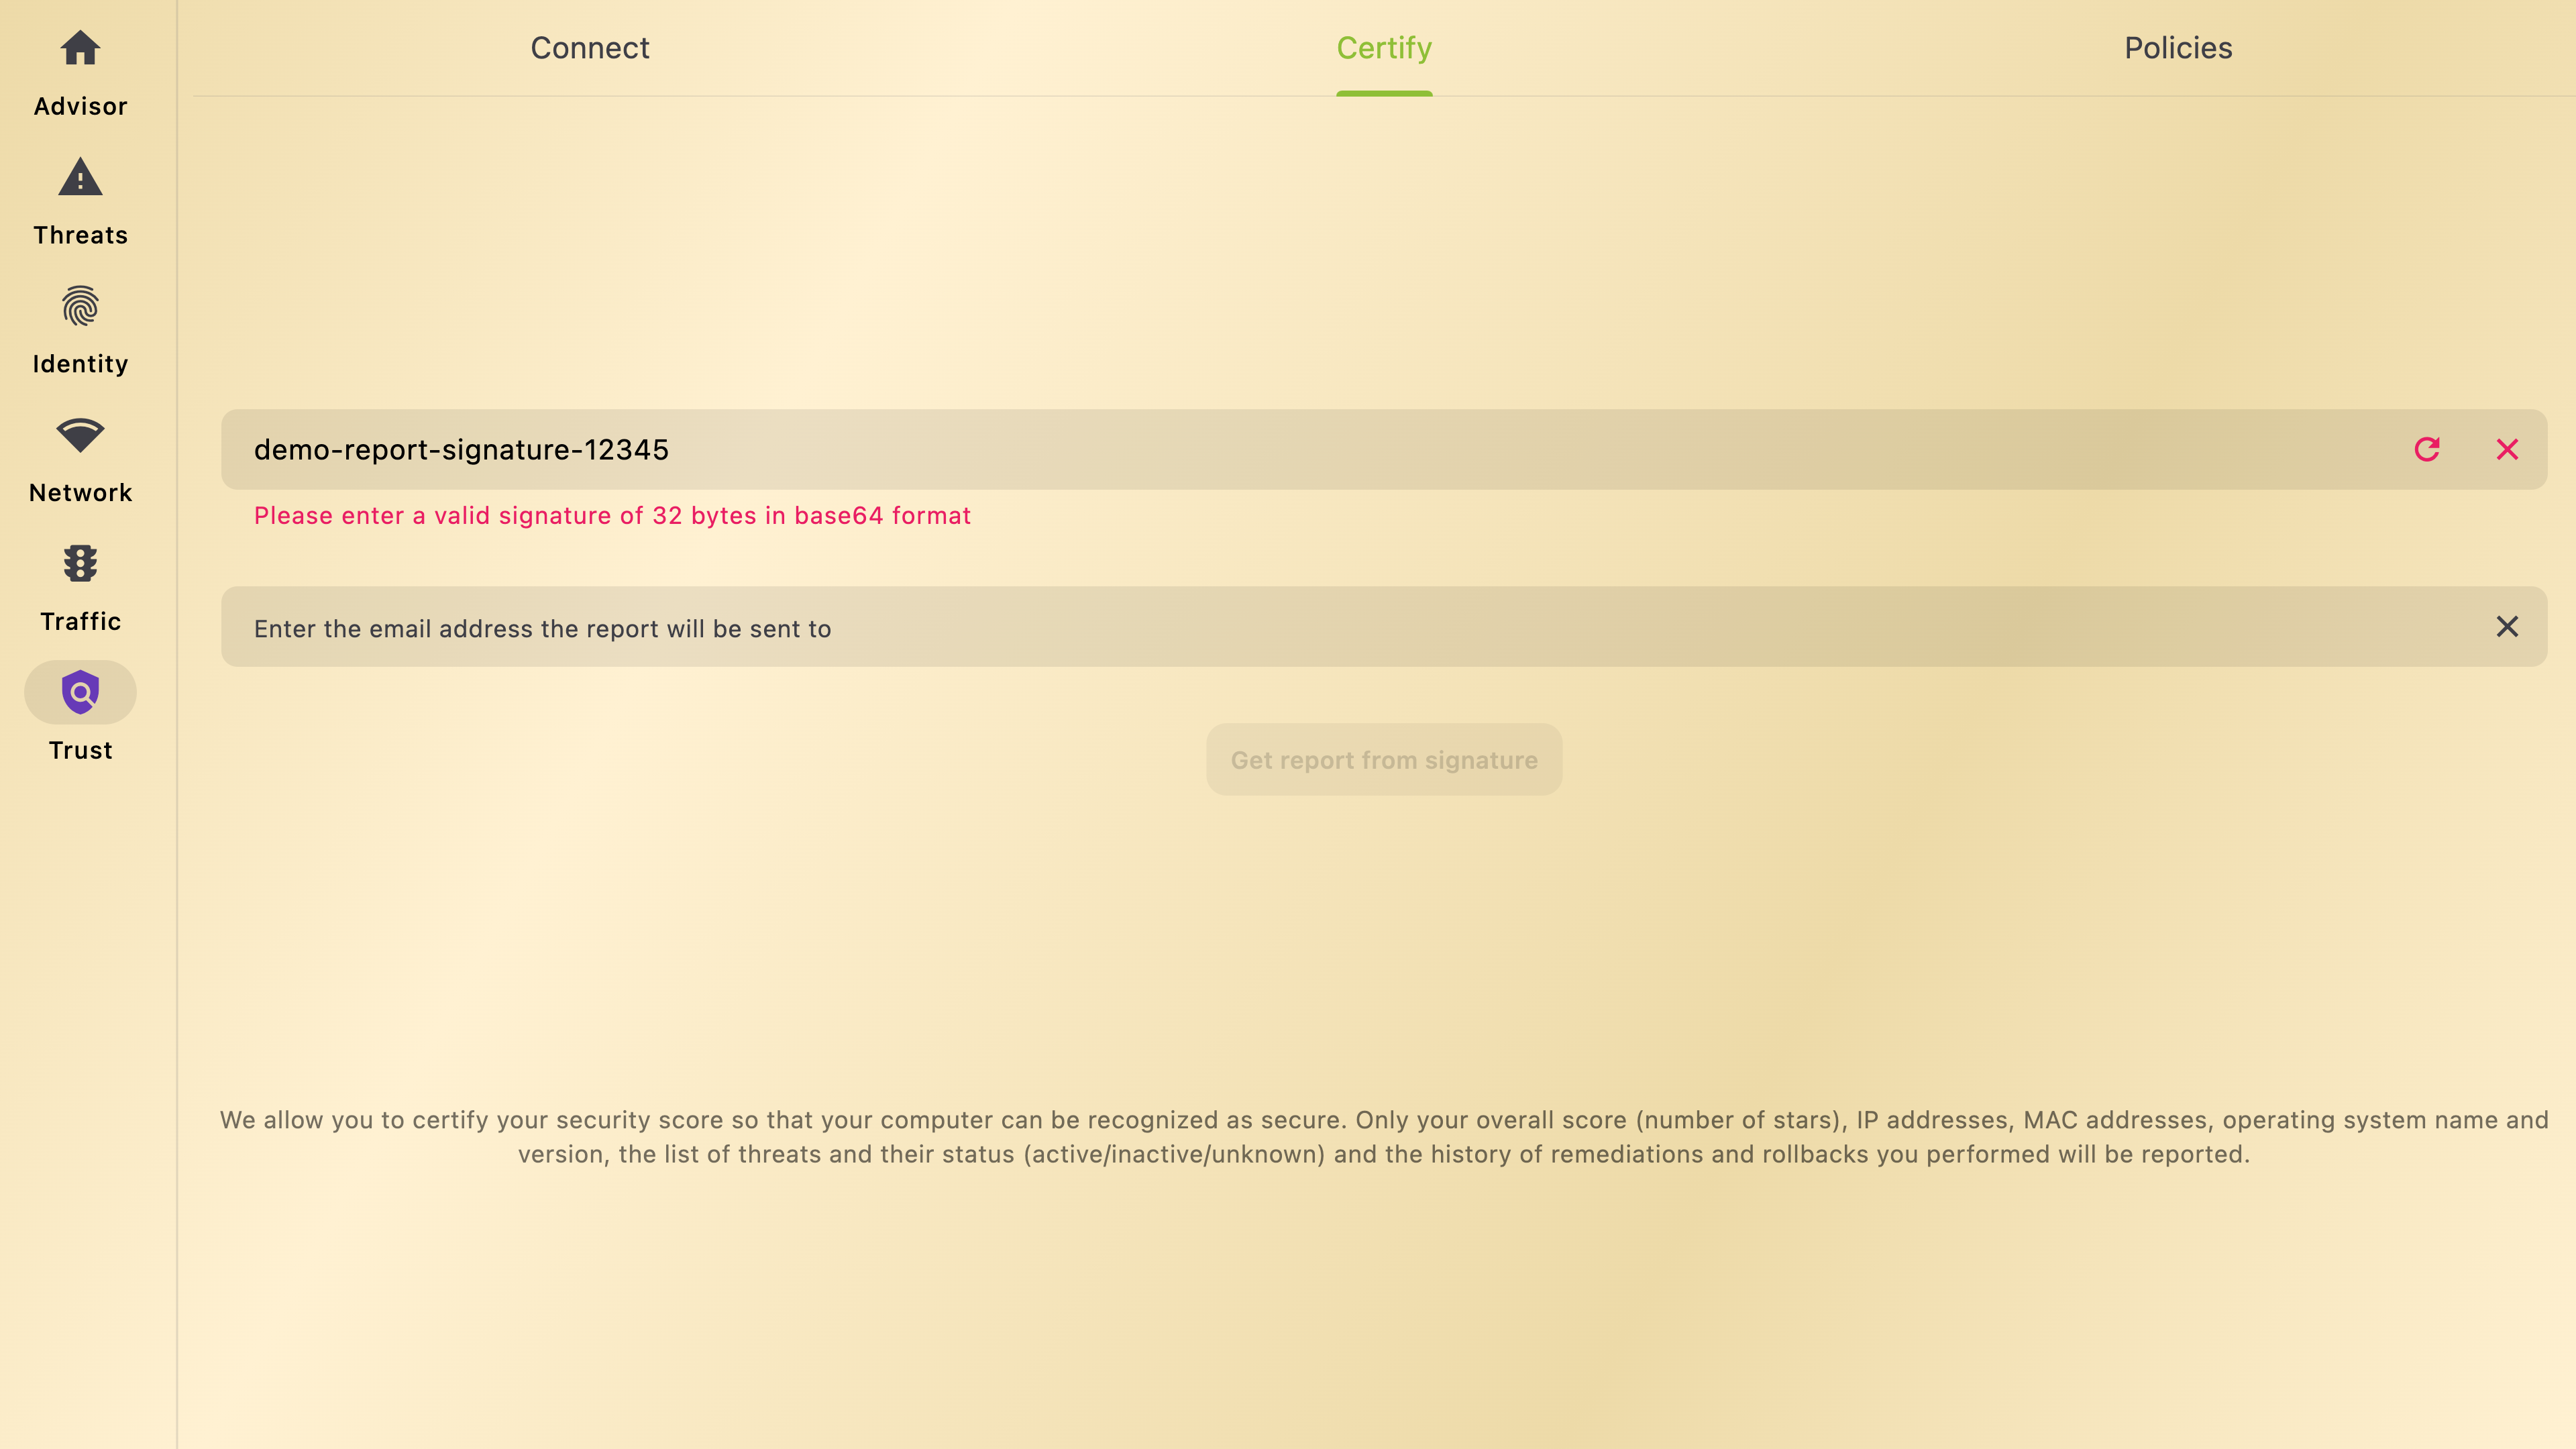 Connect
Certify
Policies
Advisor
Threats
Identity
Network
Traffic
Trust
demo-report-signature-12345
Please enter a valid signature of 32 bytes in base64 format
Enter the email address the report will be sent to
Get report from signature
We allow you to certify your security score so that your computer can be recognized as secure. Only your overall score (number of stars), IP addresses, MAC addresses, operating system name and
version, the list of threats and their status (active/inactive/unknown) and the history of remediations and rollbacks you performed will be reported.